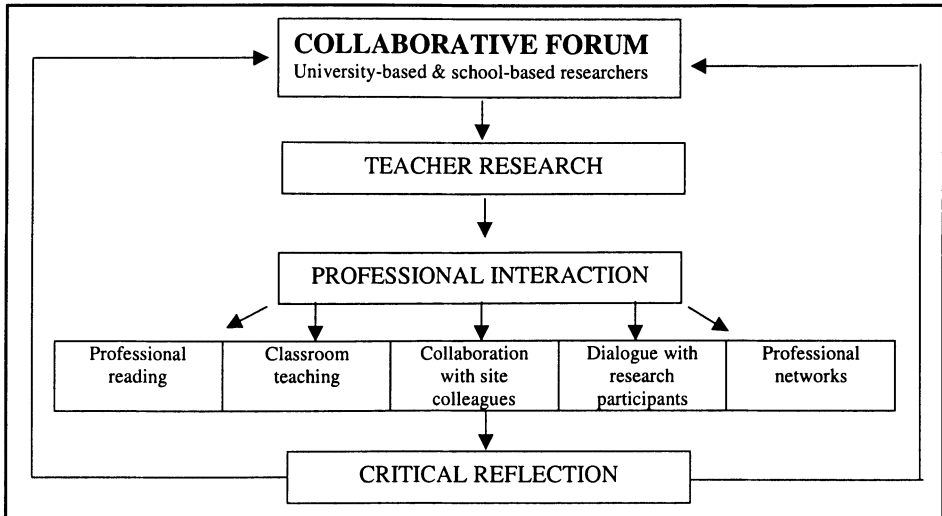 COLLABORATIVE FORUM
University-based & school-based researchers
TEACHER RESEARCH
PROFESSIONAL INTERACTION
Professional
reading
Classroom
teaching
Collaboration
with site
colleagues
Dialogue with
research
participants
Professional
networks
CRITICAL REFLECTION